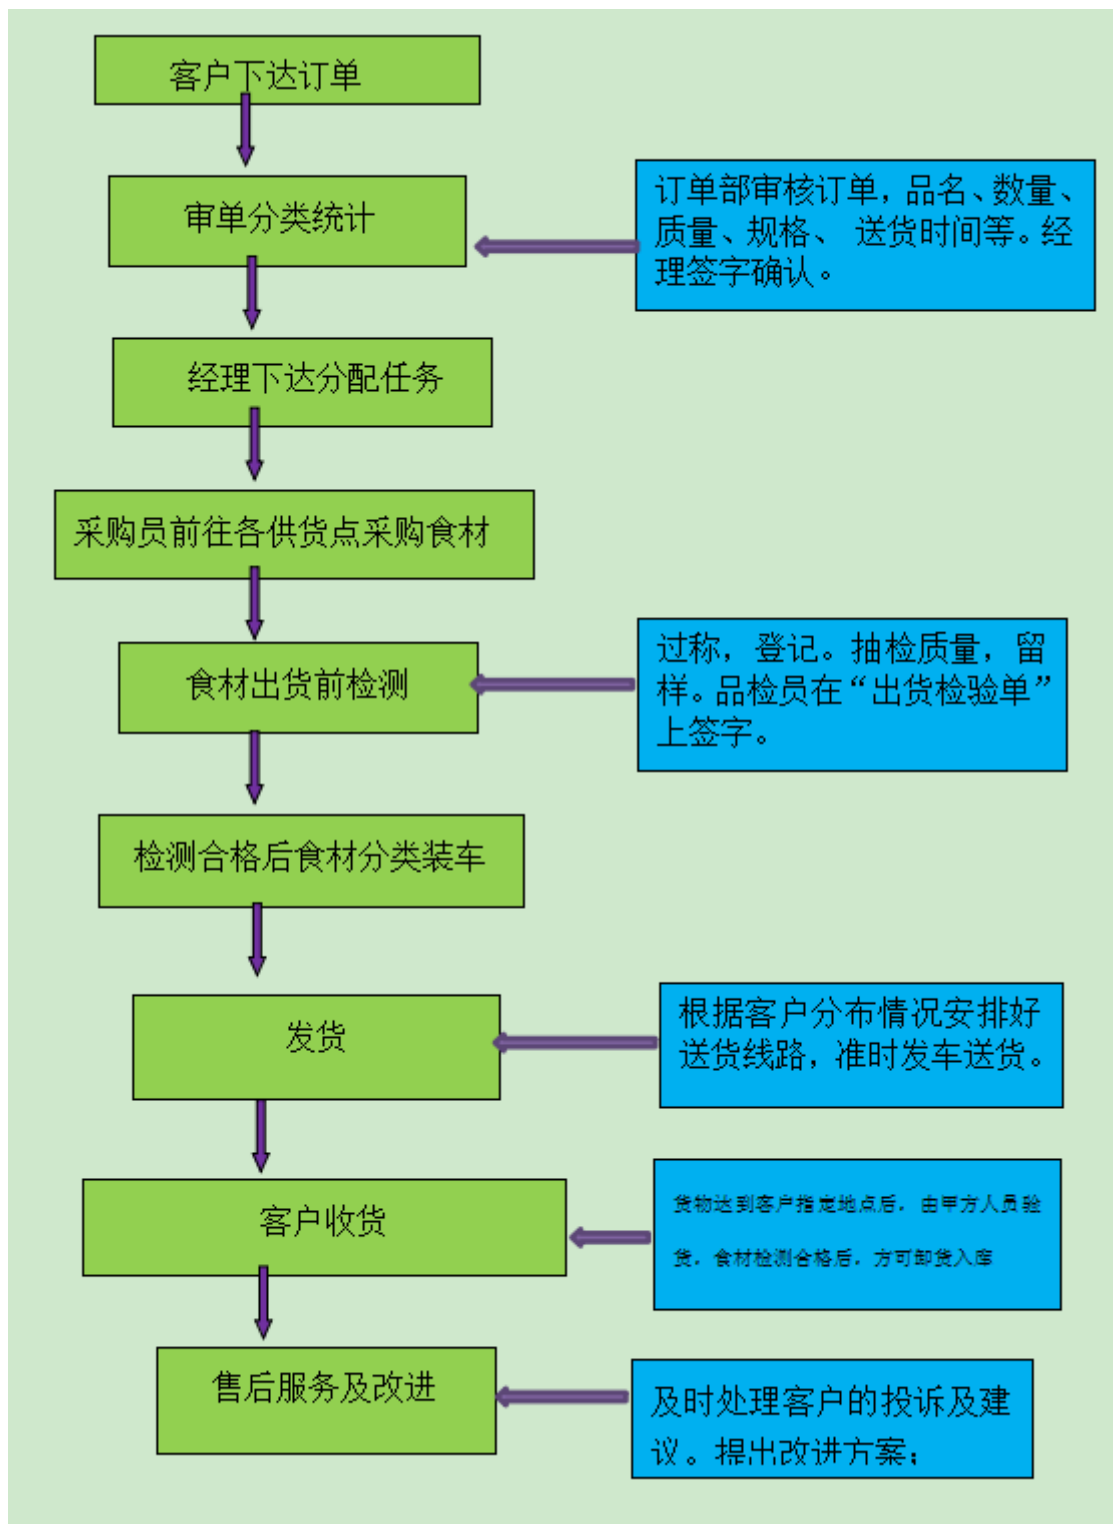 客户下达订单
审单分类统计
订单部审核订单，品名、数量、
质量、规格、 送货时间等。经
理签字确认。
经理下达分配任务
采购员前往各供货点采购食材
食材出货前检测
过称，登记。抽检质量，留
样。品检员在“出货检验单”
上签字。
检测合格后食材分类装车
发货
根据客户分布情况安排好
送货线路，准时发车送货。
客户收货
货物达到客户指定地点后，由甲方人员验
货，食材检测合格后，方可卸货入库
售后服务及改进
及时处理客户的投诉及建
议。提出改进方案；